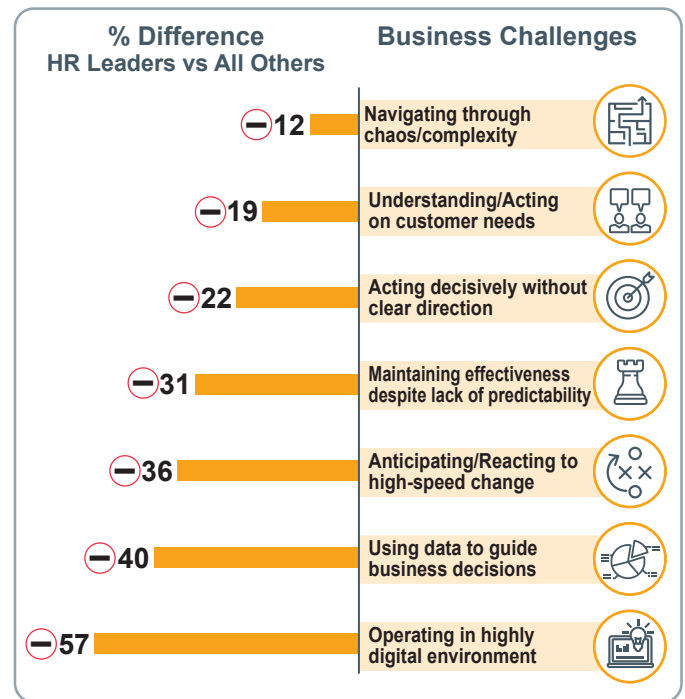 % Difference
HR Leaders vs All Others
Business Challenges
−12
Navigating through
chaos/complexity
−19
Understanding/Acting
on customer needs
−22
Acting decisively without
clear direction
−31
Maintaining effectiveness
despite lack of predictability
−36
Anticipating/Reacting to
high-speed change
−40
Using data to guide
business decisions
−57
Operating in highly
digital environment